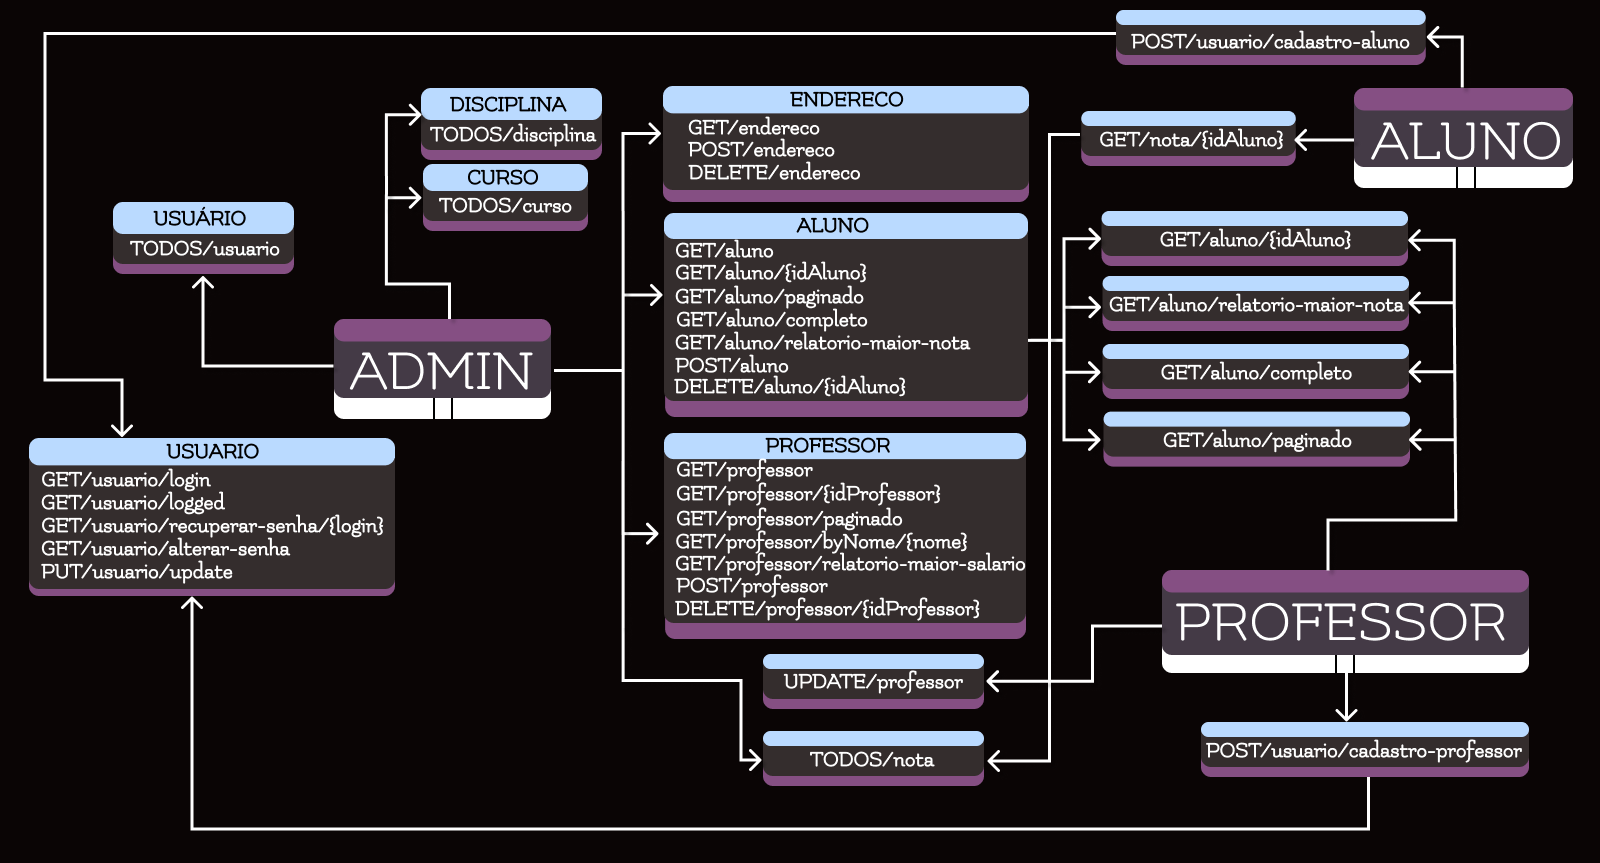 POST/usuario/cadastro-aluno
DISCIPLINA
TODOS/disciplina
CURSO
TODOS/curso
USUÁRIO
TODOS/usuario
ADMIN
USUARIO
GET/usuario/login
GET/usuario/logged
GET/usuario/recuperar-senha/{login}
GET/usuario/alterar-senha
PUT/usuario/update
ENDERECO
GET/endereco
POST/endereco
DELETE/endereco
ALUNO
GET/aluno
GET/aluno/{idAluno}
GET/aluno/paginado
GET/aluno/completo
GET/aluno/relatorio-maior-nota
POST/aluno
DELETE/aluno/{idAluno}
PROFESSOR
GET/professor
GET/professor/{idProfessor}
GET/professor/paginado
GET/professor/byNome/{nome}
GET/professor/relatorio-maior-salario
POST/professor
DELETE/professor/{idProfessor}
UPDATE/professor
TODOS/nota
ALUNO
GET/nota/{idAluno}
GET/aluno/{idAluno}
GET/aluno/relatorio-maior-nota
GET/aluno/completo
GET/aluno/paginado
PROFESSOR
POST/usuario/cadastro-professor